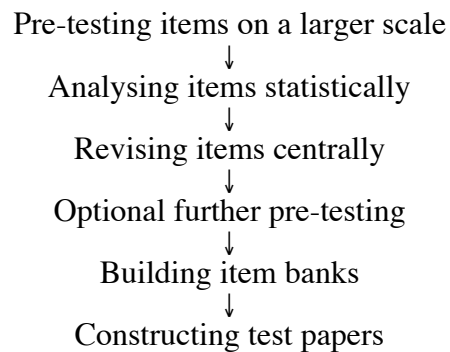 Pre-testing items on a larger scale
↓
Analysing items statistically
↓
Revising items centrally
↓
Optional further pre-testing
↓
Building item banks
↓
Constructing test papers